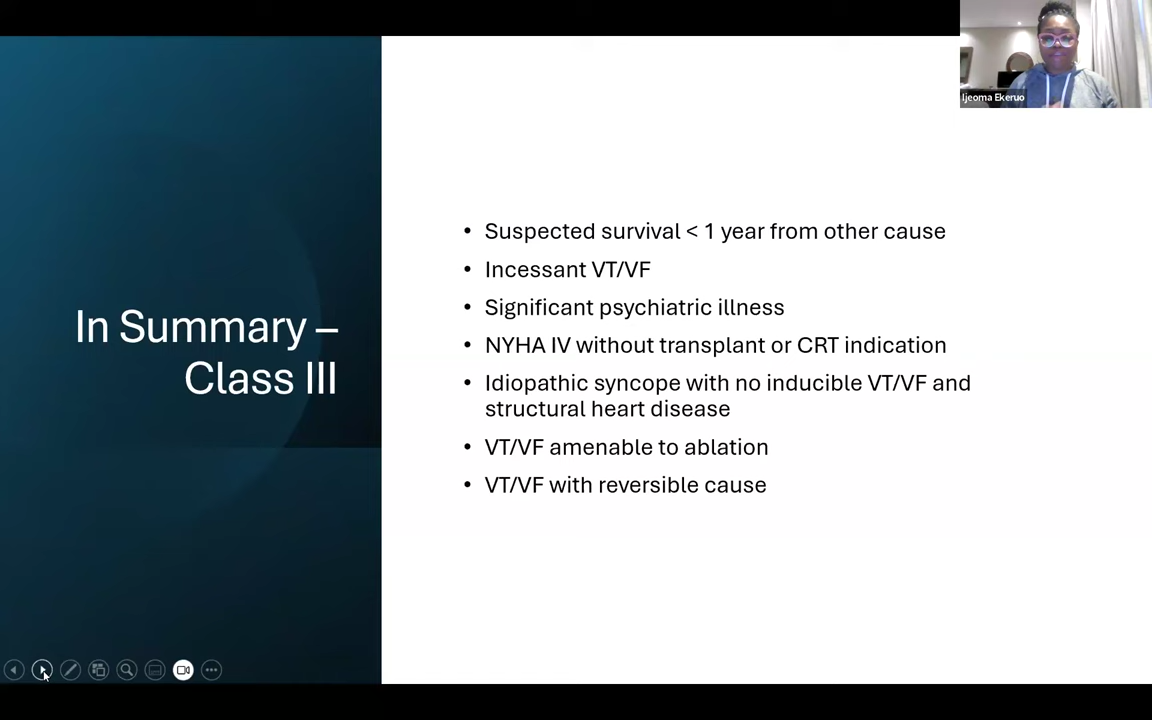 Ijeoma Ekeruo
In Summary –
Class III
• Suspected survival < 1 year from other cause
• Incessant VT/VF
• Significant psychiatric illness
• NYHA IV without transplant or CRT indication
• Idiopathic syncope with no inducible VT/VF and
structural heart disease
• VT/VF amenable to ablation
• VT/VF with reversible cause